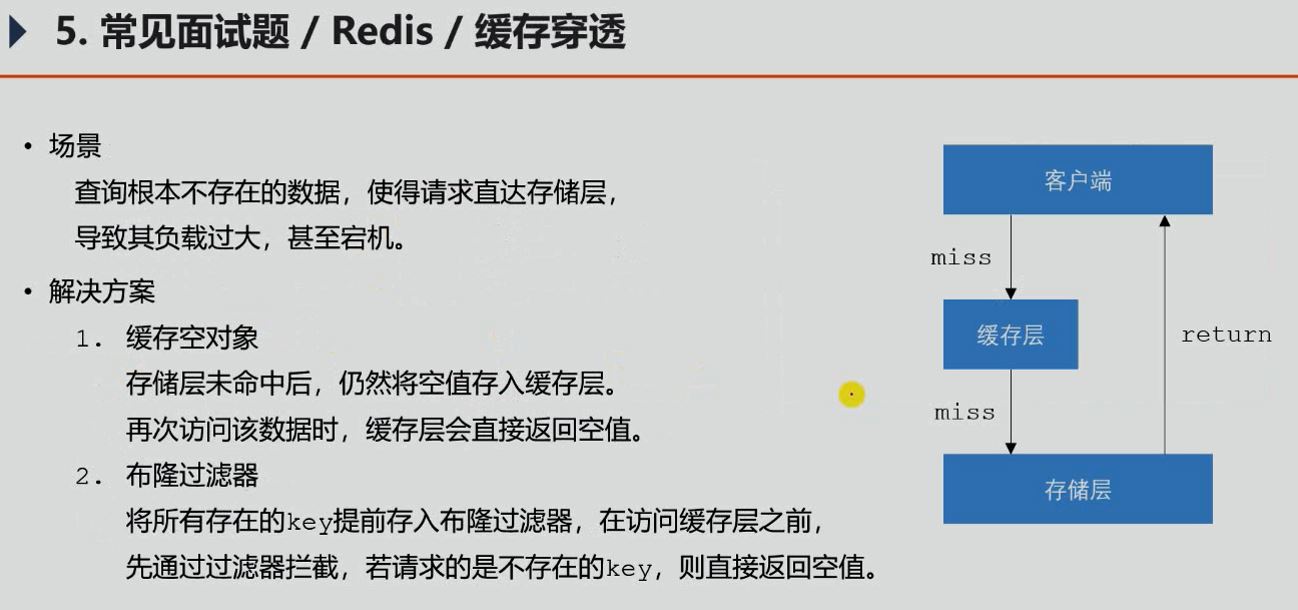 5. 常见面试题 / Redis / 缓存穿透
• 场景
查询根本不存在的数据，使得请求直达存储层，
导致其负载过大，甚至宕机。
• 解决方案
1. 缓存空对象
存储层未命中后，仍然将空值存入缓存层。
再次访问该数据时，缓存层会直接返回空值。
2. 布隆过滤器
将所有存在的key提前存入布隆过滤器，在访问缓存层之前，
先通过过滤器拦截，若请求的是不存在的key，则直接返回空值。
客户端
miss
缓存层
return
miss
存储层